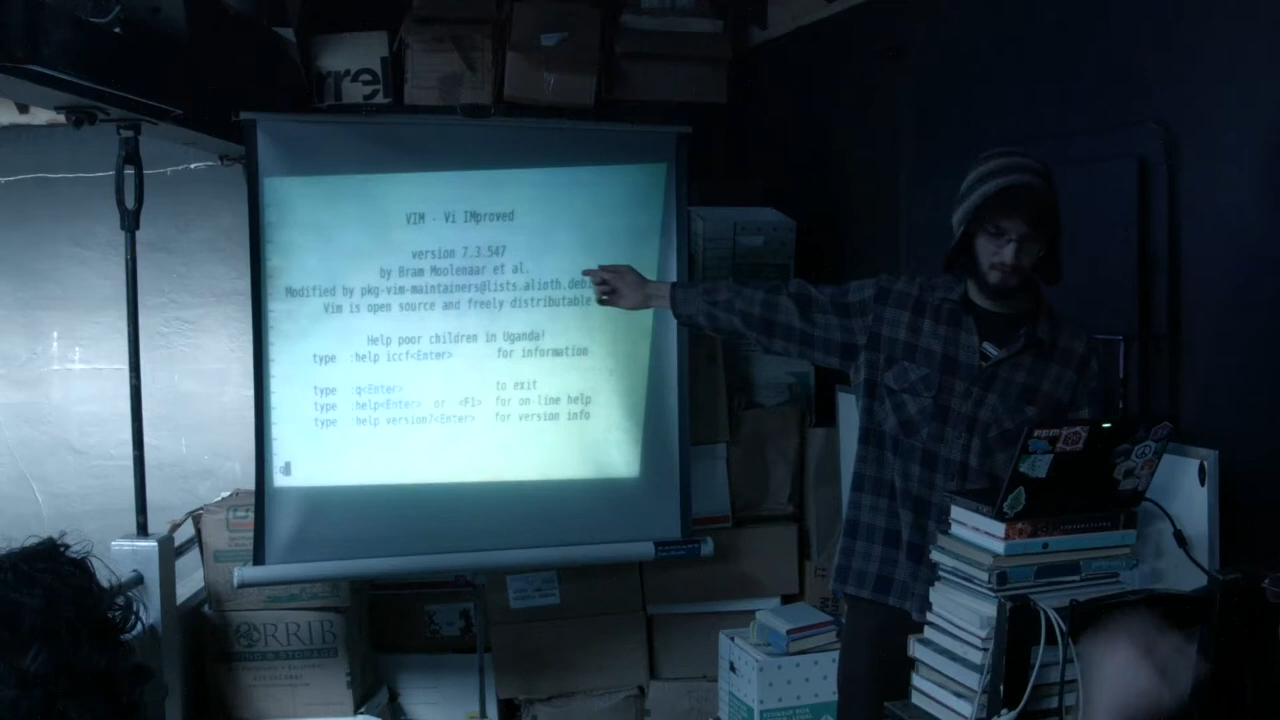 rrel
VIM - Vi IMproved
version 7.3.547
by Bram Moolenaar et al.
Modified by pkg-vim-maintainers@lists.alioth.debi
Vim is open source and freely distributable
Help poor children in Uganda!
type :help iccf<Enter> for information
type :q<Enter> to exit
type :help<Enter> or <F1> for on-line help
type :help version7<Enter> for version info
ORRIB
& STORAGE